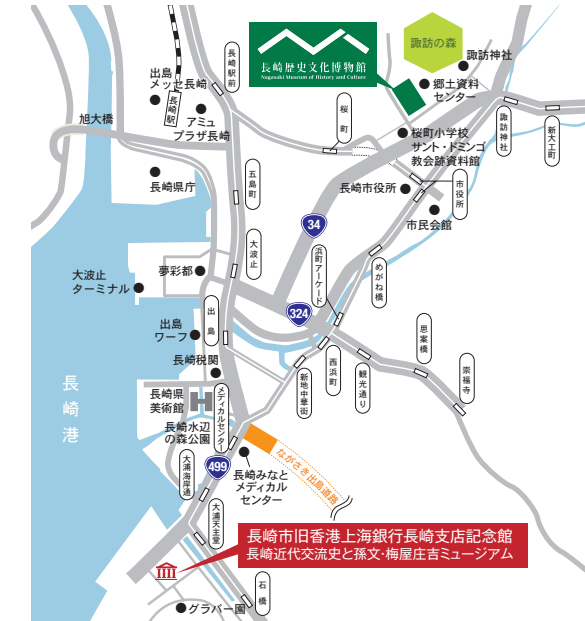 長崎歴史文化博物館
Nagasaki Museum of History and Culture
諏訪の森
諏訪神社
郷土資料
センター
長崎駅前
出島
メッセ長崎
長崎駅
アミュ
プラザ長崎
旭大橋
桜町
桜町小学校
サント・ドミンゴ
教会跡資料館
諏訪神社
新大工町
長崎県庁
五島町
長崎市役所
市役所
市民会館
34
大波止
浜町アーケード
めがね橋
夢彩都
大波止
ターミナル
出島
324
出島
ワーフ
思案橋
崇福寺
長崎税関
西浜町
観光通り
新地中華街
長崎港
長崎県
美術館
メディカルセンター
長崎水辺
の森公園
499
大浦海岸通
長崎みなと
メディカル
センター
ながさき出島道路
大浦天主堂
長崎市旧香港上海銀行長崎支店記念館
長崎近代交流史と孫文・梅屋庄吉ミュージアム
石橋
グラバー園